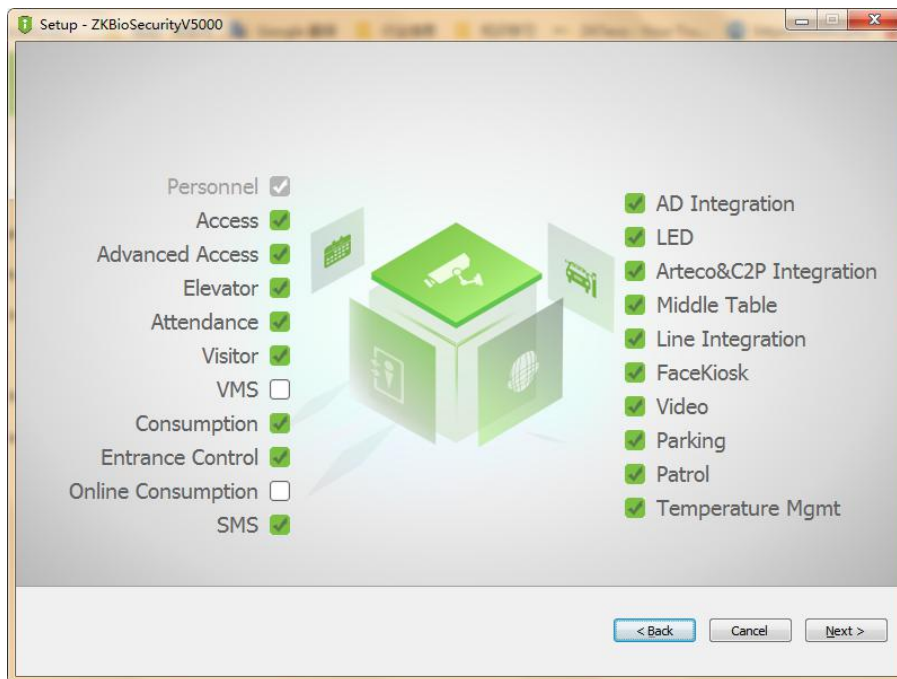 Setup - ZKBioSecurityV5000
Personnel
Access
Advanced Access
Elevator
Attendance
Visitor
VMS
Consumption
Entrance Control
Online Consumption
SMS
AD Integration
LED
Arteco&C2P Integration
Middle Table
Line Integration
FaceKiosk
Video
Parking
Patrol
Temperature Mgmt
< Back
Cancel
Next >